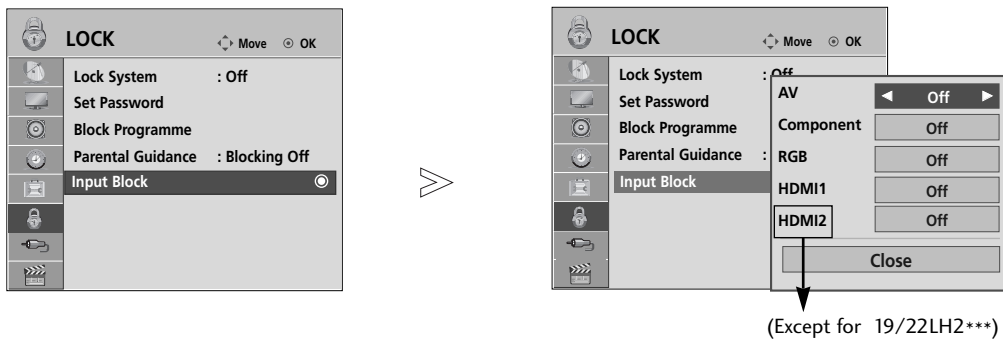 LOCK Move OK
Lock System : Off
Set Password
Block Programme
Parental Guidance : Blocking Off
Input Block
LOCK Move OK
Lock System : Off
Set Password
Block Programme
Parental Guidance :
Input Block
AV ◄ Off ►
Component Off
RGB Off
HDMI1 Off
HDMI2 Off
Close
(Except for 19/22LH2***)